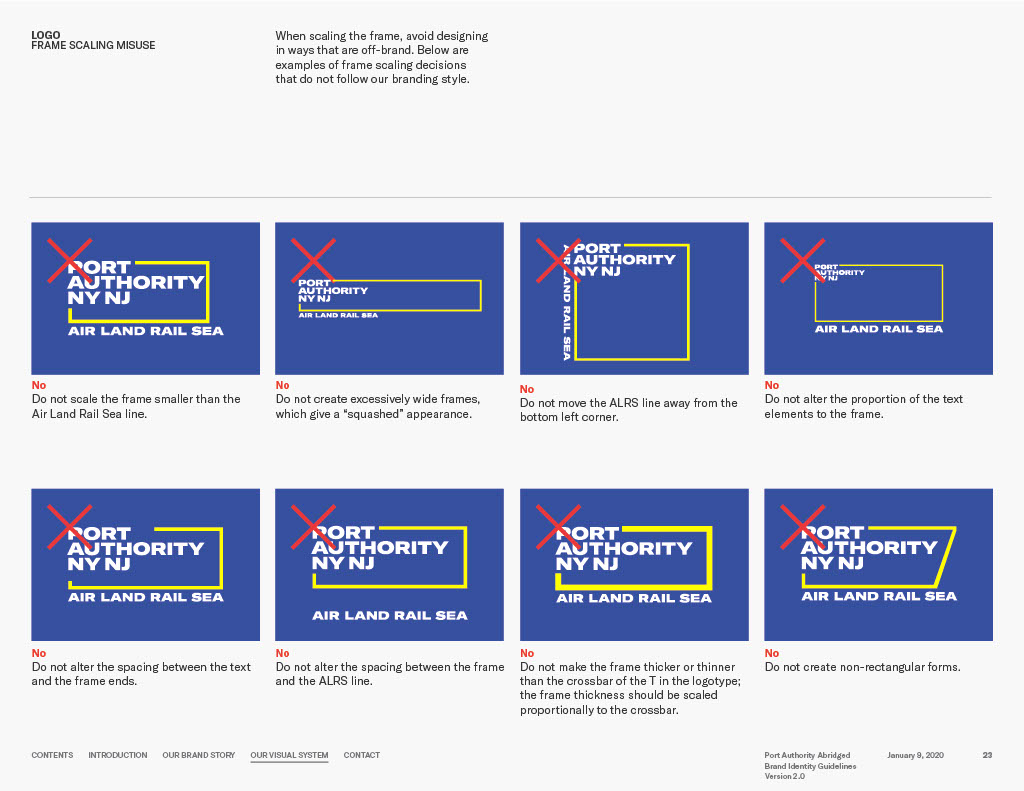 LOGO
FRAME SCALING MISUSE
When scaling the frame, avoid designing
in ways that are off-brand. Below are
examples of frame scaling decisions
that do not follow our branding style.
PORT
AUTHORITY
NY NJ
AIR LAND RAIL SEA
No
Do not scale the frame smaller than the
Air Land Rail Sea line.
PORT
AUTHORITY
NY NJ
AIR LAND RAIL SEA
No
Do not create excessively wide frames,
which give a “squashed” appearance.
PORT
AUTHORITY
NY NJ
AIR LAND RAIL SEA
No
Do not move the ALRS line away from the
bottom left corner.
PORT
AUTHORITY
NY NJ
AIR LAND RAIL SEA
No
Do not alter the proportion of the text
elements to the frame.
PORT
AUTHORITY
NY NJ
AIR LAND RAIL SEA
No
Do not alter the spacing between the text
and the frame ends.
PORT
AUTHORITY
NY NJ
AIR LAND RAIL SEA
No
Do not alter the spacing between the frame
and the ALRS line.
PORT
AUTHORITY
NY NJ
AIR LAND RAIL SEA
No
Do not make the frame thicker or thinner
than the crossbar of the T in the logotype;
the frame thickness should be scaled
proportionally to the crossbar.
PORT
AUTHORITY
NY NJ
AIR LAND RAIL SEA
No
Do not create non-rectangular forms.
CONTENTS INTRODUCTION OUR BRAND STORY OUR VISUAL SYSTEM CONTACT
Port Authority Abridged
Brand Identity Guidelines
Version 2.0
January 9, 2020
23